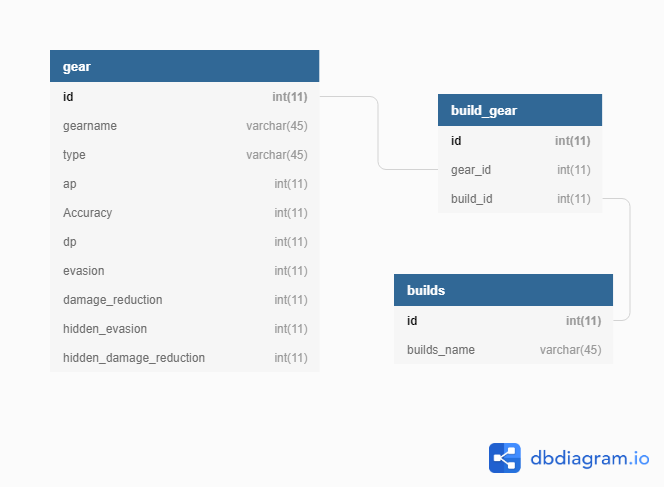 gear
id int(11)
gearname varchar(45)
type varchar(45)
ap int(11)
Accuracy int(11)
dp int(11)
evasion int(11)
damage_reduction int(11)
hidden_evasion int(11)
hidden_damage_reduction int(11)
build_gear
id int(11)
gear_id int(11)
build_id int(11)
builds
id int(11)
builds_name varchar(45)
dbdiagram.io